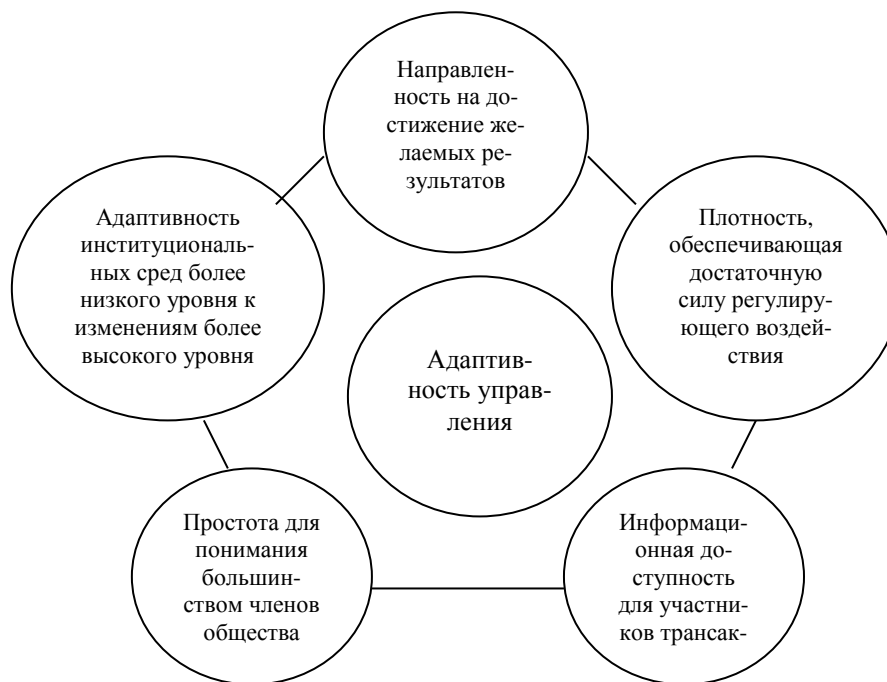 Направлен-
ность на до-
стижение же-
лаемых ре-
зультатов
Адаптивность
институциональ-
ных сред более
низкого уровня к
изменениям более
высокого уровня
Плотность,
обеспечивающая
достаточную
силу регулирую-
щего воздей-
ствия
Адаптив-
ность управ-
ления
Простота для
понимания
большин-
ством членов
общества
Информаци-
онная до-
ступность
для участни-
ков трансак-